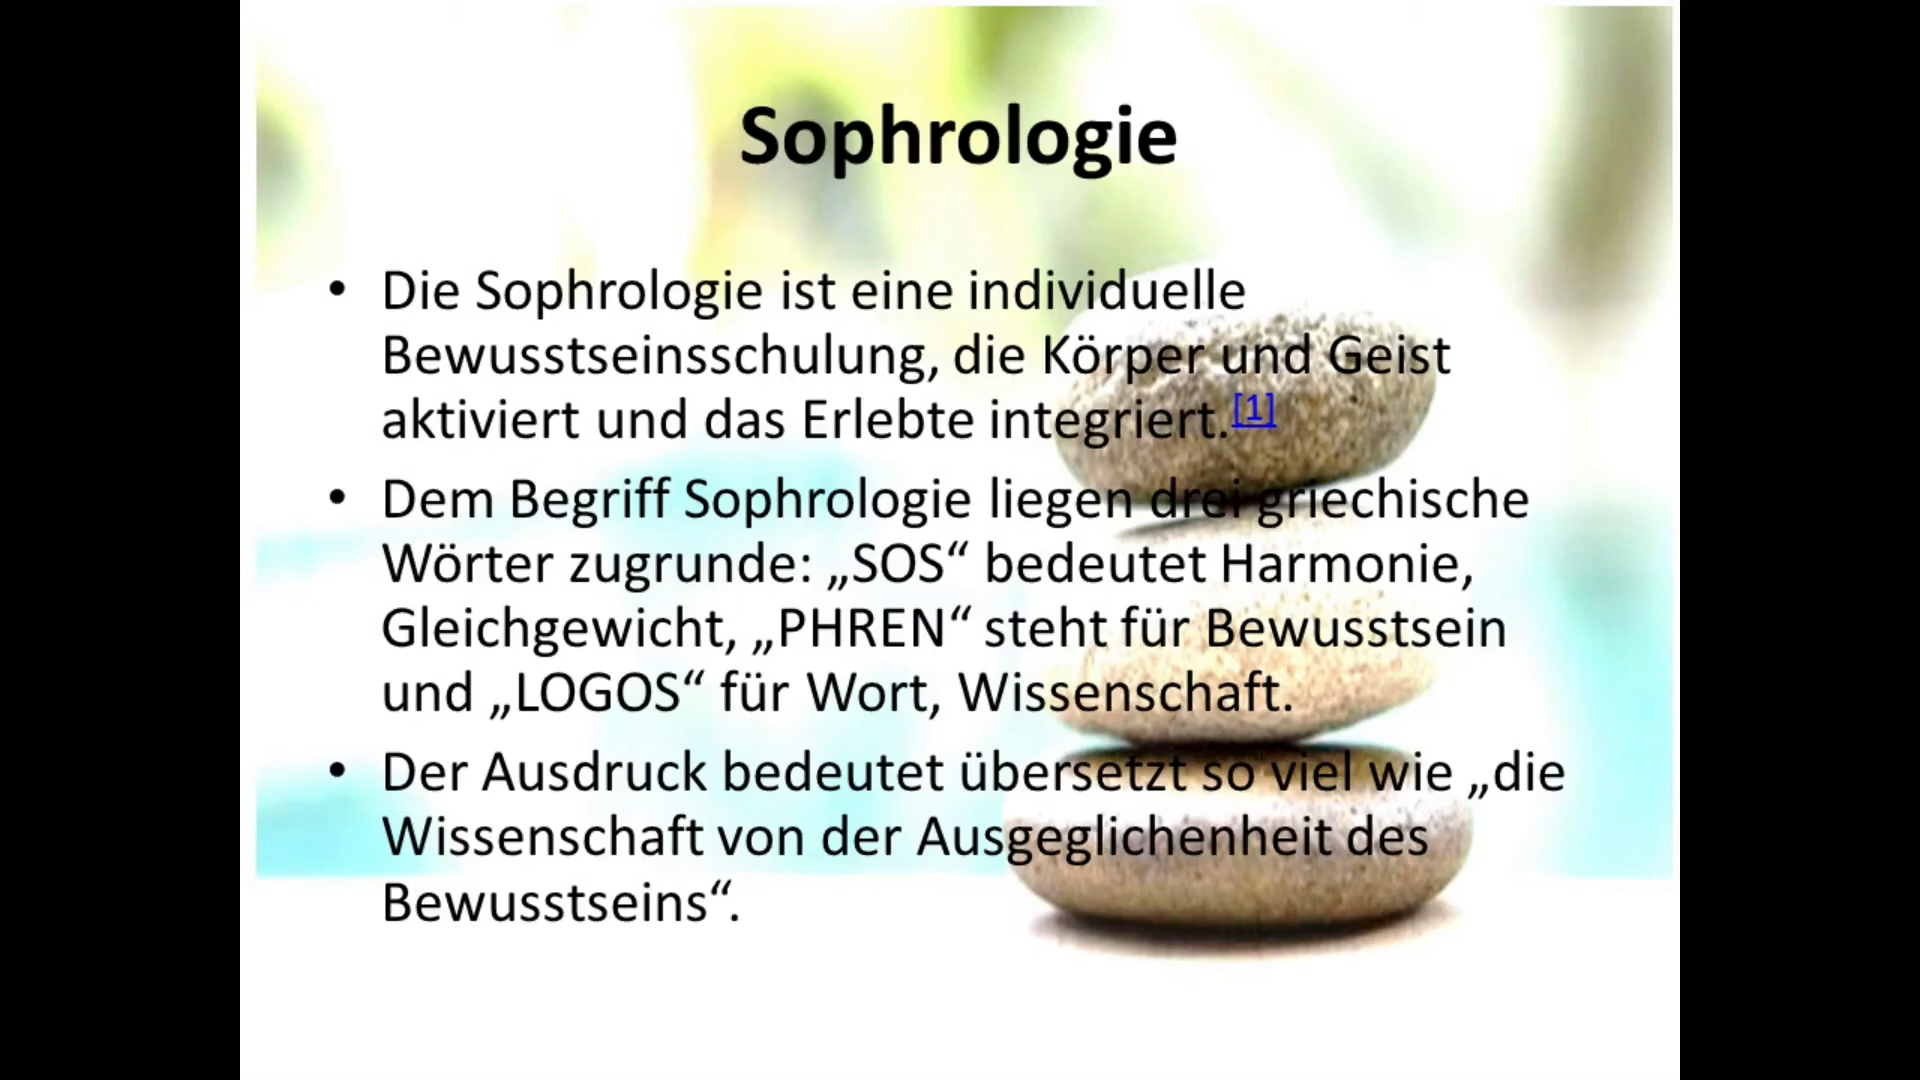 Sophrologie
• Die Sophrologie ist eine individuelle
Bewusstseinsschulung, die Körper und Geist
aktiviert und das Erlebte integriert.[1]
• Dem Begriff Sophrologie liegen drei griechische
Wörter zugrunde: „SOS“ bedeutet Harmonie,
Gleichgewicht, „PHREN“ steht für Bewusstsein
und „LOGOS“ für Wort, Wissenschaft.
• Der Ausdruck bedeutet übersetzt so viel wie „die
Wissenschaft von der Ausgeglichenheit des
Bewusstseins“.